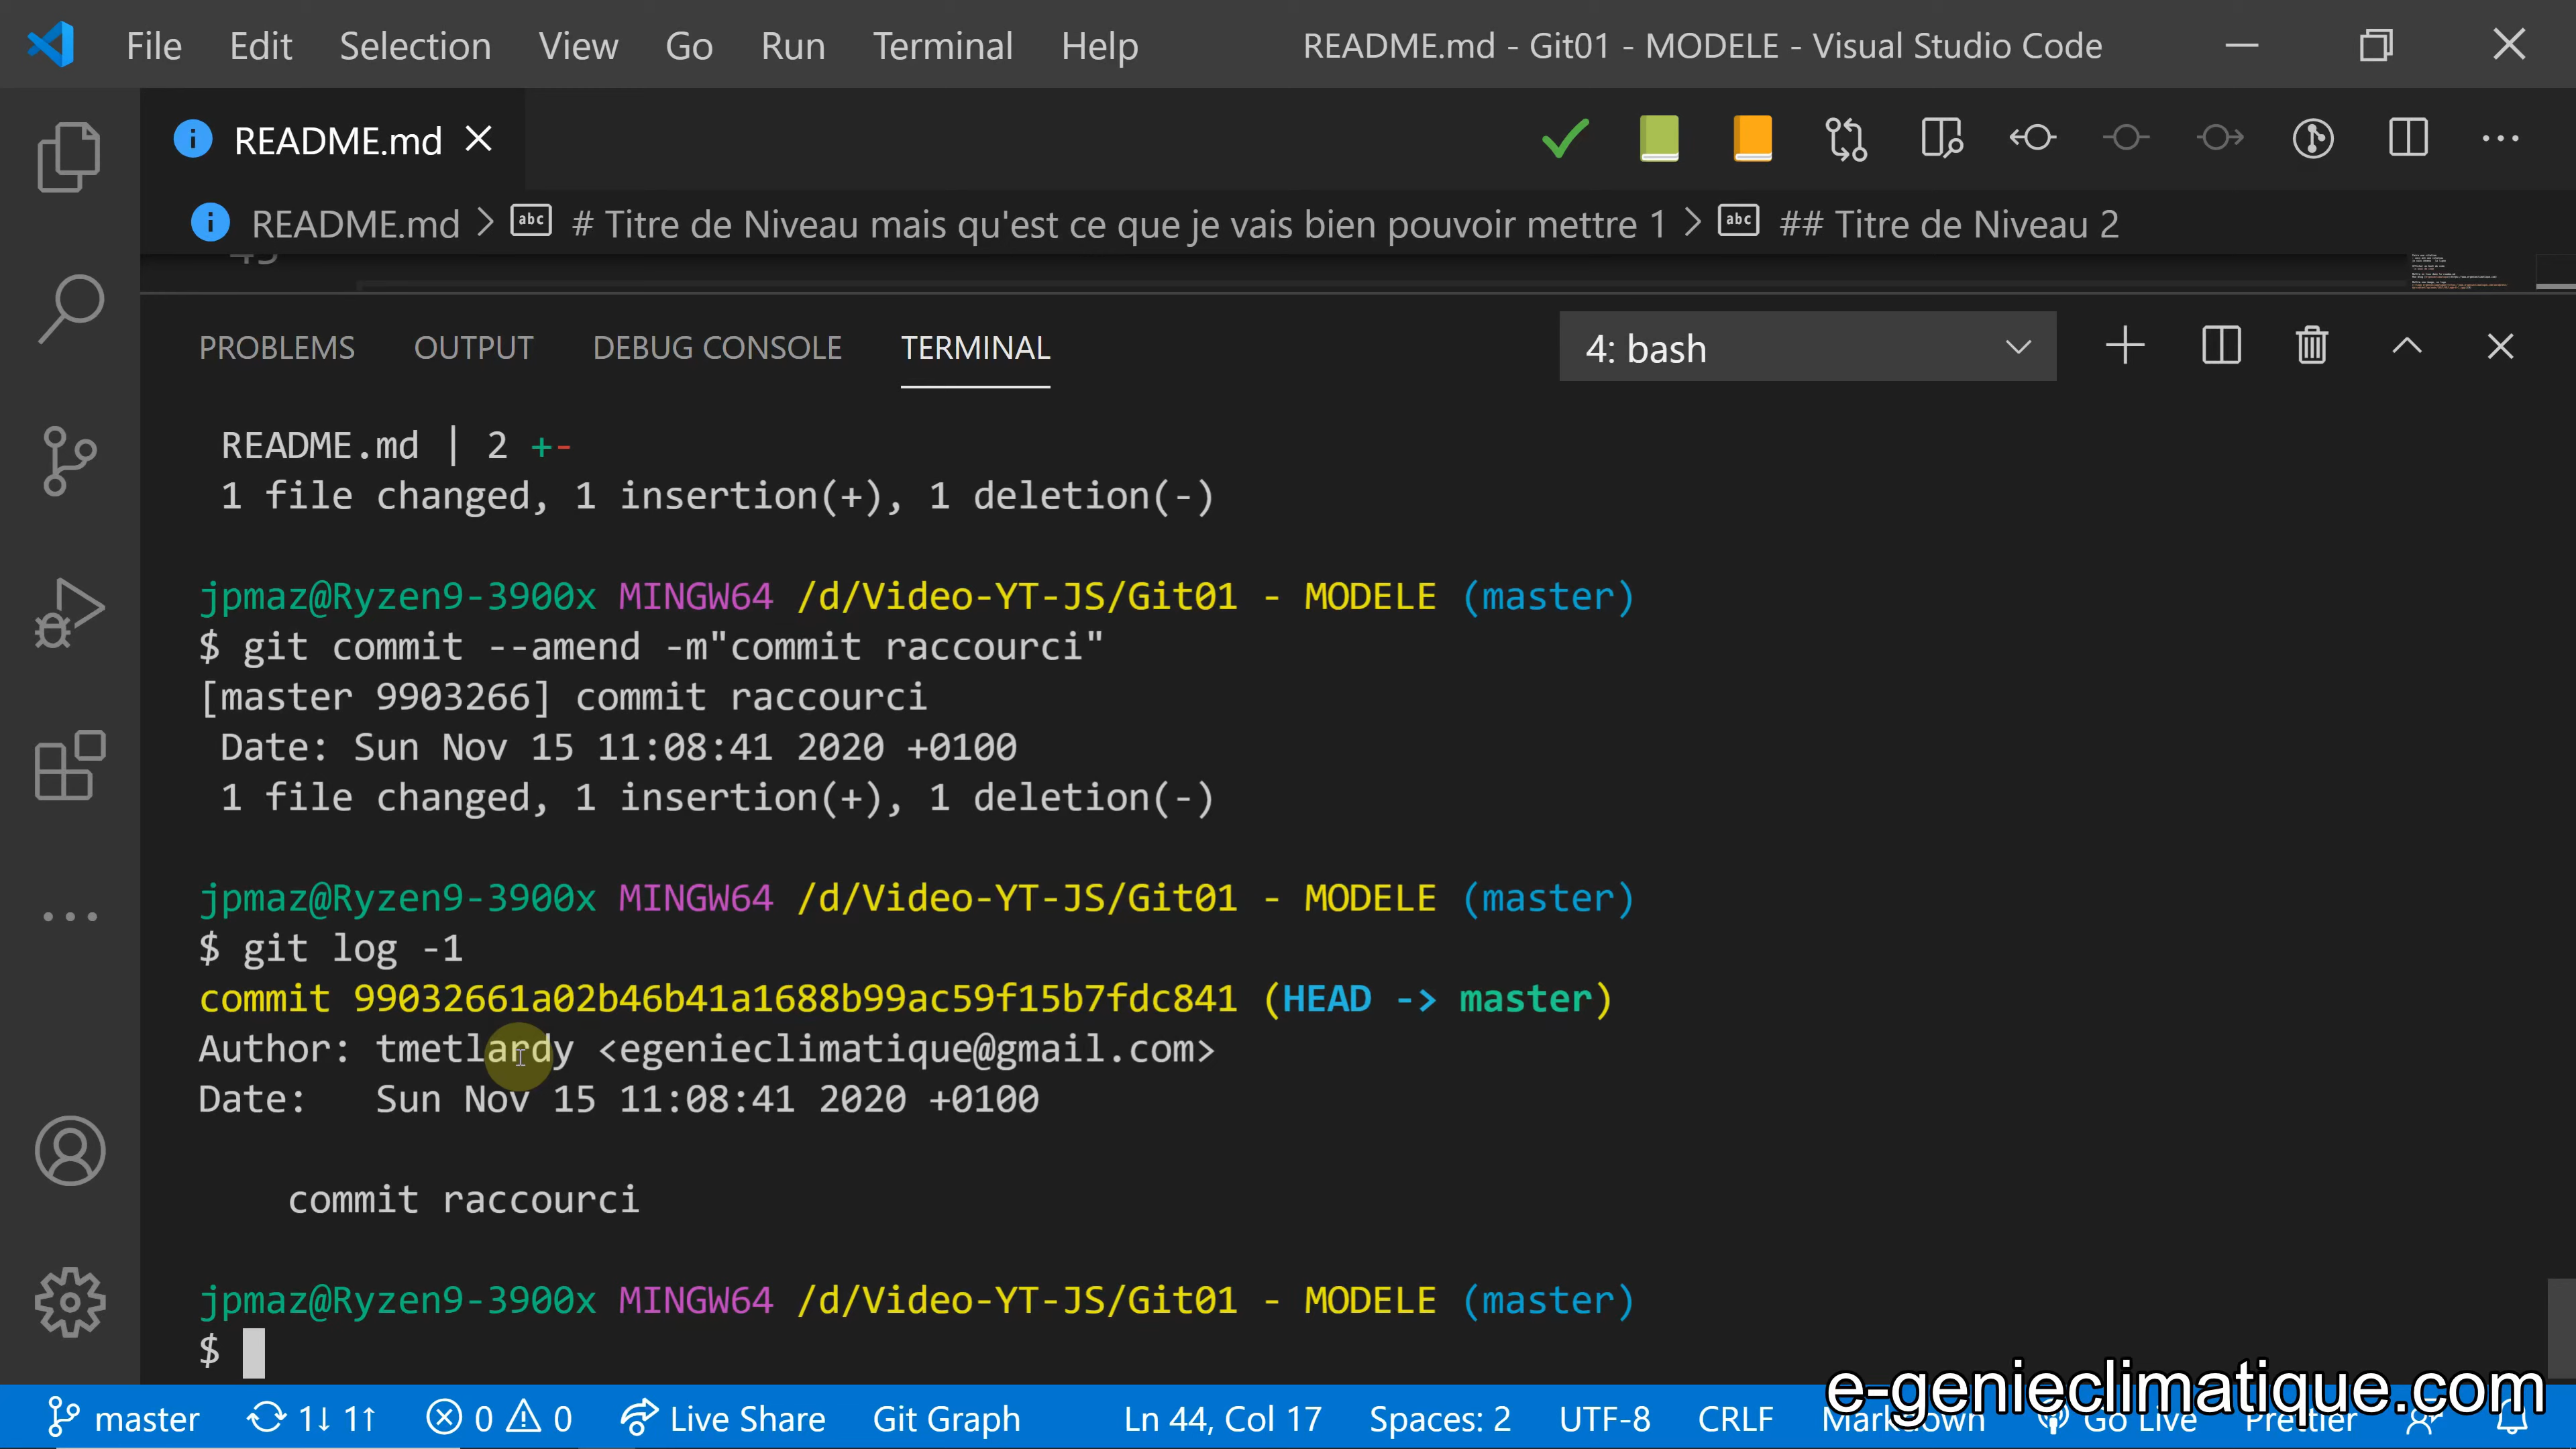 File Edit Selection View Go Run Terminal Help README.md - Git01 - MODELE - Visual Studio Code
README.md
README.md > # Titre de Niveau mais qu'est ce que je vais bien pouvoir mettre 1 > ## Titre de Niveau 2
PROBLEMS OUTPUT DEBUG CONSOLE TERMINAL 4: bash
README.md | 2 +-
1 file changed, 1 insertion(+), 1 deletion(-)
jpmaz@Ryzen9-3900x MINGW64 /d/Video-YT-JS/Git01 - MODELE (master)
$ git commit --amend -m"commit raccourci"
[master 9903266] commit raccourci
Date: Sun Nov 15 11:08:41 2020 +0100
1 file changed, 1 insertion(+), 1 deletion(-)
jpmaz@Ryzen9-3900x MINGW64 /d/Video-YT-JS/Git01 - MODELE (master)
$ git log -1
commit 99032661a02b46b41a1688b99ac59f15b7fdc841 (HEAD -> master)
Author: tmetlardy <egenieclimatique@gmail.com>
Date: Sun Nov 15 11:08:41 2020 +0100
commit raccourci
jpmaz@Ryzen9-3900x MINGW64 /d/Video-YT-JS/Git01 - MODELE (master)
$
e-genieclimatique.com
master 1↓ 1↑ 0 0 Live Share Git Graph Ln 44, Col 17 Spaces: 2 UTF-8 CRLF Markdown Go Live Prettier